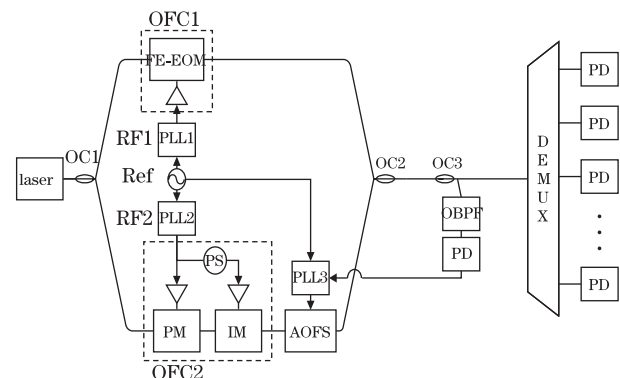 OFC1
FE-EOM
RF1
PLL1
laser
OC1
Ref
RF2
PLL2
PS
PM
IM
OFC2
PLL3
AOFS
OC2
OC3
OBPF
PD
DEMUX
PD
PD
PD
PD